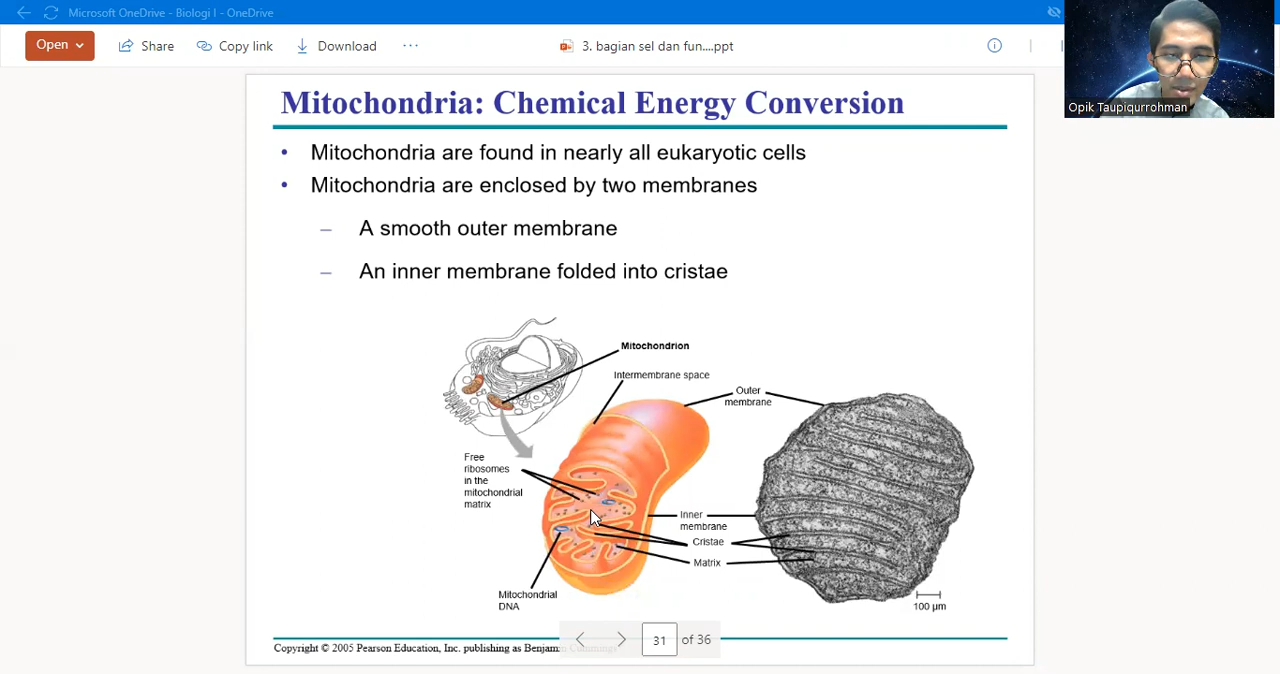 Microsoft OneDrive - Biologi I - OneDrive
Open
Share
Copy link
Download
3. bagian sel dan fun....ppt
Opik Taupiqurrohman
Mitochondria: Chemical Energy Conversion
• Mitochondria are found in nearly all eukaryotic cells
• Mitochondria are enclosed by two membranes
– A smooth outer membrane
– An inner membrane folded into cristae
Mitochondrion
Intermembrane space
Outer
membrane
Free
ribosomes
in the
mitochondrial
matrix
Inner
membrane
Cristae
Matrix
Mitochondrial
DNA
100 µm
31 of 36
Copyright © 2005 Pearson Education, Inc. publishing as Benjamin Cummings